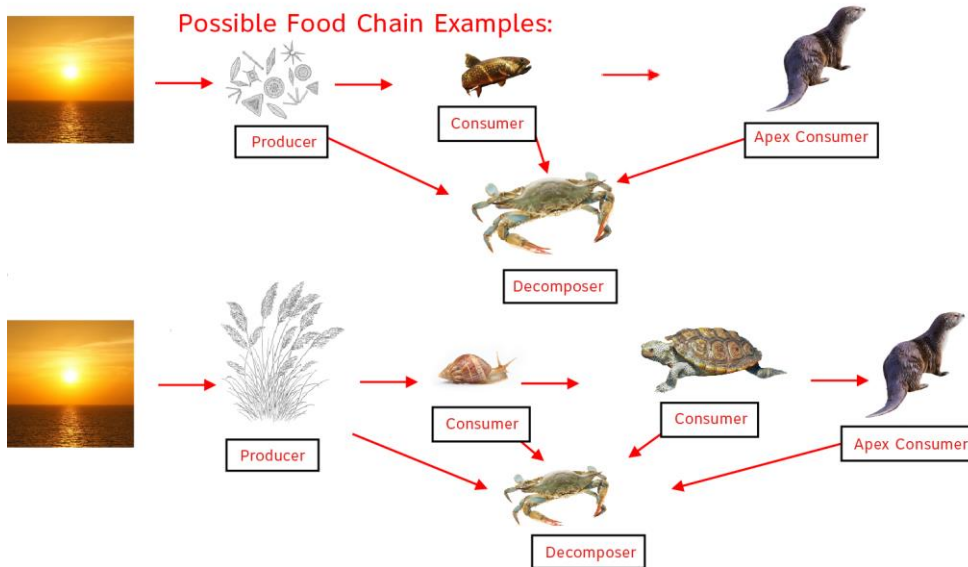 Possible Food Chain Examples:
Producer
Consumer
Apex Consumer
Decomposer
Producer
Consumer
Consumer
Apex Consumer
Decomposer